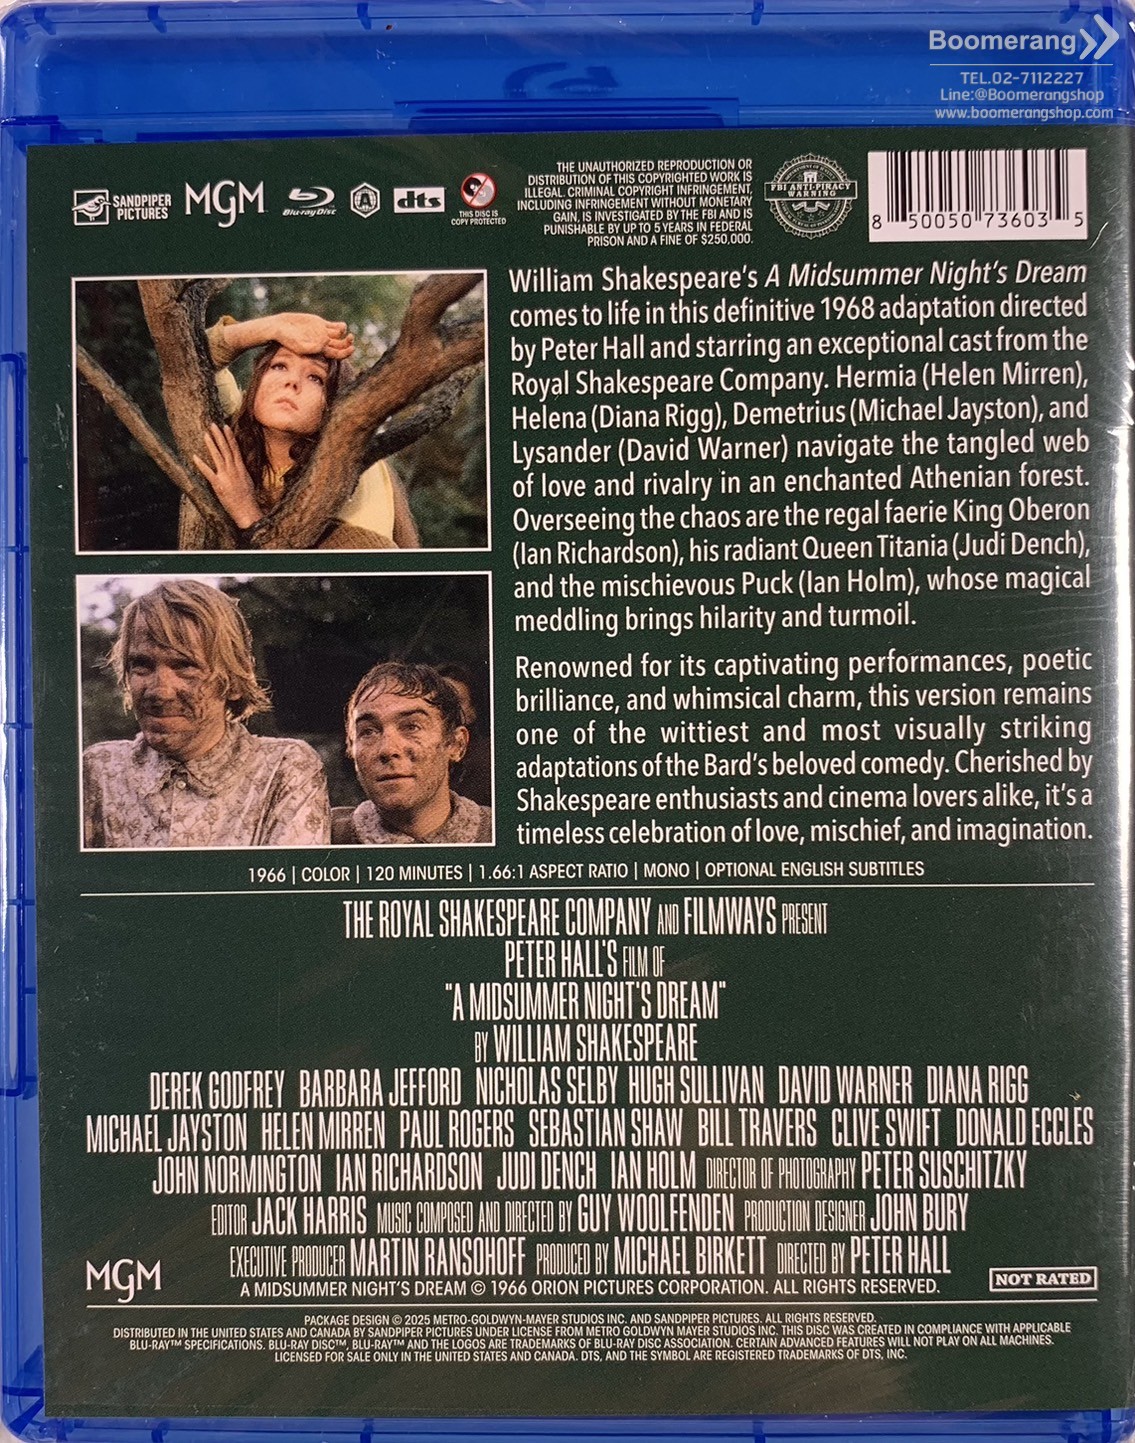 Boomerang
TEL.02-7112227
Line:@Boomerangshop
www.boomerangshop.com
SANDPIPER
PICTURES
MGM
Blu-ray Disc
A
dts
THIS DISC IS
COPY PROTECTED
THE UNAUTHORIZED REPRODUCTION OR
DISTRIBUTION OF THIS COPYRIGHTED WORK IS
ILLEGAL. CRIMINAL COPYRIGHT INFRINGEMENT,
INCLUDING INFRINGEMENT WITHOUT MONETARY
GAIN, IS INVESTIGATED BY THE FBI AND IS
PUNISHABLE BY UP TO 5 YEARS IN FEDERAL
PRISON AND A FINE OF $250,000.
FBI ANTI-PIRACY
WARNING
8 50050 73603 5
William Shakespeare's A Midsummer Night's Dream
comes to life in this definitive 1968 adaptation directed
by Peter Hall and starring an exceptional cast from the
Royal Shakespeare Company. Hermia (Helen Mirren),
Helena (Diana Rigg), Demetrius (Michael Jayston), and
Lysander (David Warner) navigate the tangled web
of love and rivalry in an enchanted Athenian forest.
Overseeing the chaos are the regal faerie King Oberon
(Ian Richardson), his radiant Queen Titania (Judi Dench),
and the mischievous Puck (Ian Holm), whose magical
meddling brings hilarity and turmoil.
Renowned for its captivating performances, poetic
brilliance, and whimsical charm, this version remains
one of the wittiest and most visually striking
adaptations of the Bard's beloved comedy. Cherished by
Shakespeare enthusiasts and cinema lovers alike, it's a
timeless celebration of love, mischief, and imagination.
1966 | COLOR | 120 MINUTES | 1.66:1 ASPECT RATIO | MONO | OPTIONAL ENGLISH SUBTITLES
THE ROYAL SHAKESPEARE COMPANY AND FILMWAYS PRESENT
PETER HALL'S FILM OF
"A MIDSUMMER NIGHT'S DREAM"
BY WILLIAM SHAKESPEARE
DEREK GODFREY BARBARA JEFFORD NICHOLAS SELBY HUGH SULLIVAN DAVID WARNER DIANA RIGG
MICHAEL JAYSTON HELEN MIRREN PAUL ROGERS SEBASTIAN SHAW BILL TRAVERS CLIVE SWIFT DONALD ECCLES
JOHN NORMINGTON IAN RICHARDSON JUDI DENCH IAN HOLM DIRECTOR OF PHOTOGRAPHY PETER SUSCHITZKY
EDITOR JACK HARRIS MUSIC COMPOSED AND DIRECTED BY GUY WOOLFENDEN PRODUCTION DESIGNER JOHN BURY
EXECUTIVE PRODUCER MARTIN RANSOHOFF PRODUCED BY MICHAEL BIRKETT DIRECTED BY PETER HALL
MGM
A MIDSUMMER NIGHT'S DREAM © 1966 ORION PICTURES CORPORATION. ALL RIGHTS RESERVED.
NOT RATED
PACKAGE DESIGN © 2025 METRO-GOLDWYN-MAYER STUDIOS INC. AND SANDPIPER PICTURES. ALL RIGHTS RESERVED.
DISTRIBUTED IN THE UNITED STATES AND CANADA BY SANDPIPER PICTURES UNDER LICENSE FROM METRO GOLDWYN MAYER STUDIOS INC. THIS DISC WAS CREATED IN COMPLIANCE WITH APPLICABLE
BLU-RAY™ SPECIFICATIONS. BLU-RAY DISC™, BLU-RAY™ AND THE LOGOS ARE TRADEMARKS OF BLU-RAY DISC ASSOCIATION. CERTAIN ADVANCED FEATURES WILL NOT PLAY ON ALL MACHINES.
LICENSED FOR SALE ONLY IN THE UNITED STATES AND CANADA. DTS, AND THE SYMBOL ARE REGISTERED TRADEMARKS OF DTS, INC.